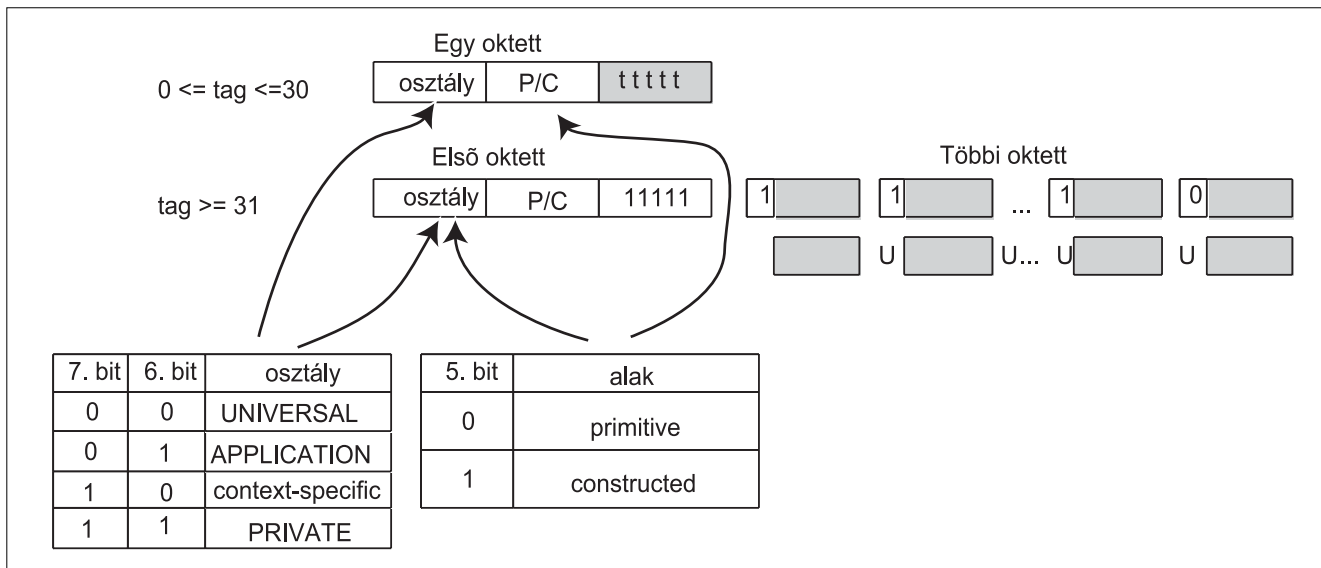 Egy oktett
0 <= tag <=30
osztály P/C t t t t t
Elsõ oktett
Többi oktett
tag >= 31
osztály P/C 11111
1 1 ... 1 0
U U... U U
7. bit 6. bit osztály
0 0 UNIVERSAL
0 1 APPLICATION
1 0 context-specific
1 1 PRIVATE
5. bit alak
0 primitive
1 constructed